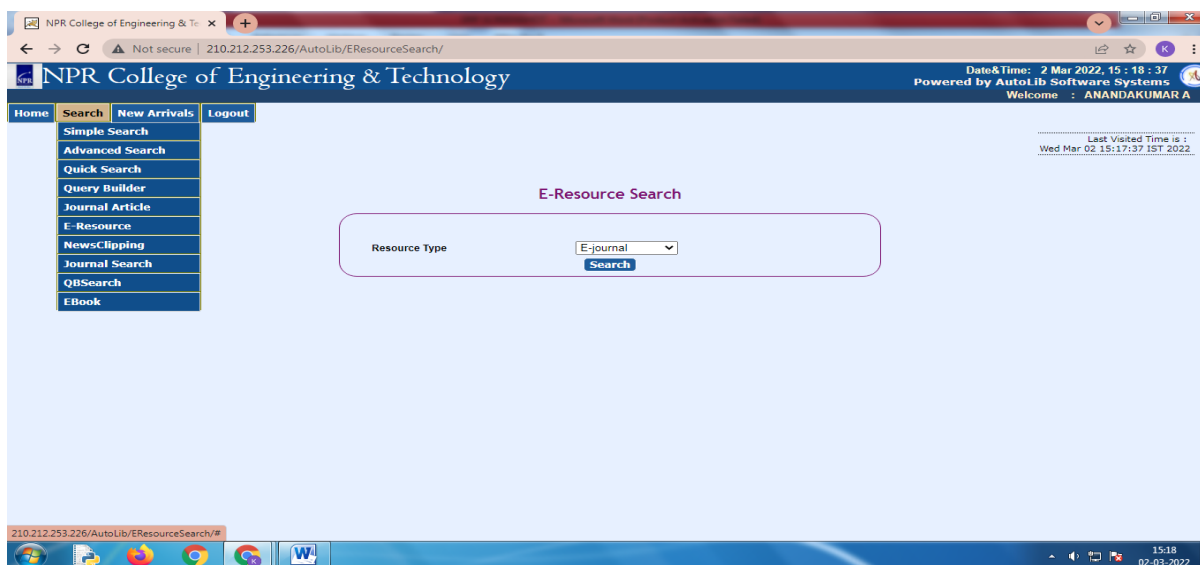 NPR College of Engineering & Te
Not secure | 210.212.253.226/AutoLib/EResourceSearch/
K
NPR
NPR College of Engineering & Technology
Date&Time: 2 Mar 2022, 15 : 18 : 37
Powered by AutoLib Software Systems
Welcome : ANANDAKUMAR A
Home Search New Arrivals Logout
Simple Search
Advanced Search
Quick Search
Query Builder
Journal Article
E-Resource
NewsClipping
Journal Search
QBSearch
EBook
Last Visited Time is :
Wed Mar 02 15:17:37 IST 2022
E-Resource Search
Resource Type E-journal
Search
210.212.253.226/AutoLib/EResourceSearch/#
W
15:18
02-03-2022